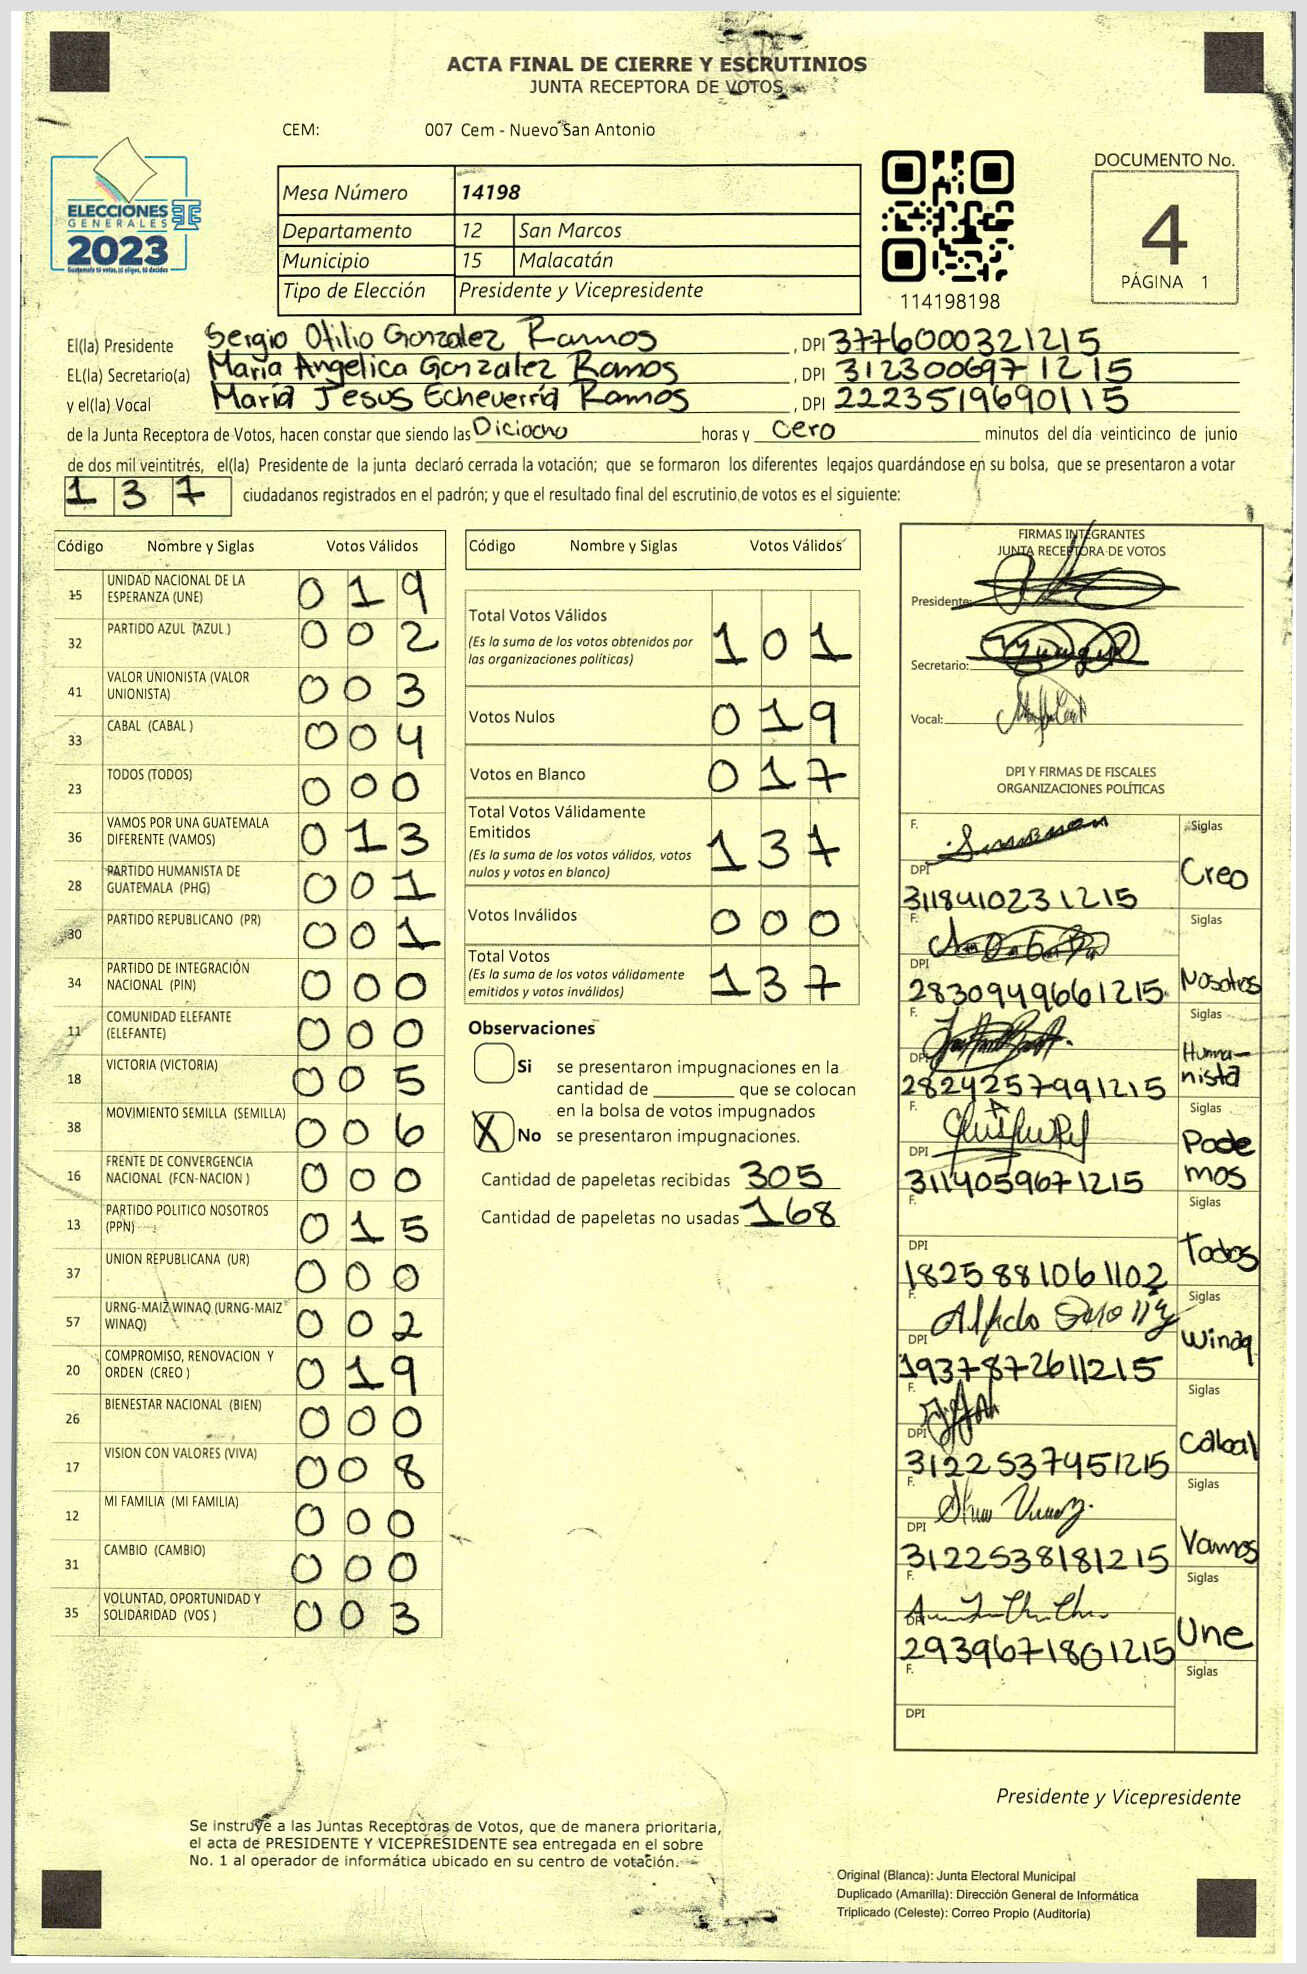 ACTA FINAL DE CIERRE Y ESCRUTINIOS
JUNTA RECEPTORA DE VOTOS
CEM: 007 Cem - Nuevo San Antonio
ELECCIONES
GENERALES
2023
Guatemala tú votas, tú eliges, tú decides
Mesa Número 14198
Departamento 12 San Marcos
Municipio 15 Malacatán
Tipo de Elección Presidente y Vicepresidente
114198198
DOCUMENTO No.
4
PÁGINA 1
El(la) Presidente Sergio Otilio Gonzalez Ramos, DPI 3776000321215
EL(la) Secretario(a) María Angelica Gonzalez Ramos, DPI 3123006971215
y el(la) Vocal María Jesus Echeverría Ramos, DPI 2223519690115
de la Junta Receptora de Votos, hacen constar que siendo las Diciocho horas y cero minutos del día veinticinco de junio
de dos mil veintitrés, el(la) Presidente de la junta declaró cerrada la votación; que se formaron los diferentes legajos quardándose en su bolsa, que se presentaron a votar
137 ciudadanos registrados en el padrón; y que el resultado final del escrutinio de votos es el siguiente:
Código Nombre y Siglas Votos Válidos
15 UNIDAD NACIONAL DE LA ESPERANZA (UNE) 019
32 PARTIDO AZUL (AZUL ) 002
41 VALOR UNIONISTA (VALOR UNIONISTA) 003
33 CABAL (CABAL ) 004
23 TODOS (TODOS) 000
36 VAMOS POR UNA GUATEMALA DIFERENTE (VAMOS) 013
28 PARTIDO HUMANISTA DE GUATEMALA (PHG) 001
30 PARTIDO REPUBLICANO (PR) 001
34 PARTIDO DE INTEGRACIÓN NACIONAL (PIN) 000
11 COMUNIDAD ELEFANTE (ELEFANTE) 000
18 VICTORIA (VICTORIA) 005
38 MOVIMIENTO SEMILLA (SEMILLA) 006
16 FRENTE DE CONVERGENCIA NACIONAL (FCN-NACION ) 000
13 PARTIDO POLITICO NOSOTROS (PPN) 015
37 UNION REPUBLICANA (UR) 000
57 URNG-MAIZ WINAQ (URNG-MAIZ WINAQ) 002
20 COMPROMISO, RENOVACION Y ORDEN (CREO ) 019
26 BIENESTAR NACIONAL (BIEN) 000
17 VISION CON VALORES (VIVA) 008
12 MI FAMILIA (MI FAMILIA) 000
31 CAMBIO (CAMBIO) 000
35 VOLUNTAD, OPORTUNIDAD Y SOLIDARIDAD (VOS ) 003
Código Nombre y Siglas Votos Válidos
Total Votos Válidos 101
(Es la suma de los votos obtenidos por
las organizaciones políticas)
Votos Nulos 019
Votos en Blanco 017
Total Votos Válidamente
Emitidos 137
(Es la suma de los votos válidos, votos
nulos y votos en blanco)
Votos Inválidos 000
Total Votos 137
(Es la suma de los votos válidamente
emitidos y votos inválidos)
Observaciones
Si se presentaron impugnaciones en la
cantidad de ________ que se colocan
en la bolsa de votos impugnados
X No se presentaron impugnaciones.
Cantidad de papeletas recibidas 305
Cantidad de papeletas no usadas 168
FIRMAS INTEGRANTES
JUNTA RECEPTORA DE VOTOS
Presidente:
Secretario:
Vocal:
DPI Y FIRMAS DE FISCALES
ORGANIZACIONES POLÍTICAS
F. Siglas
DPI 3118410231215 Creo
F. Siglas
DPI 2830949661215 Nosotros
F. Siglas
DPI 2824257991215 Humanista
F. Siglas
DPI 3114059671215 Podemos
F. Siglas
DPI 1825881061102 Todos
F. Alfredo Siglas
DPI 1937872611215 Winaq
F. Siglas
DPI 3122537451215 Cabal
F. Siglas
DPI 3122538181215 Vamos
F. Siglas
DPI 2939671801215 Une
F. Siglas
DPI
Presidente y Vicepresidente
Se instruye a las Juntas Receptoras de Votos, que de manera prioritaria,
el acta de PRESIDENTE Y VICEPRESIDENTE sea entregada en el sobre
No. 1 al operador de informática ubicado en su centro de votación.
Original (Blanca): Junta Electoral Municipal
Duplicado (Amarilla): Dirección General de Informática
Triplicado (Celeste): Correo Propio (Auditoría)